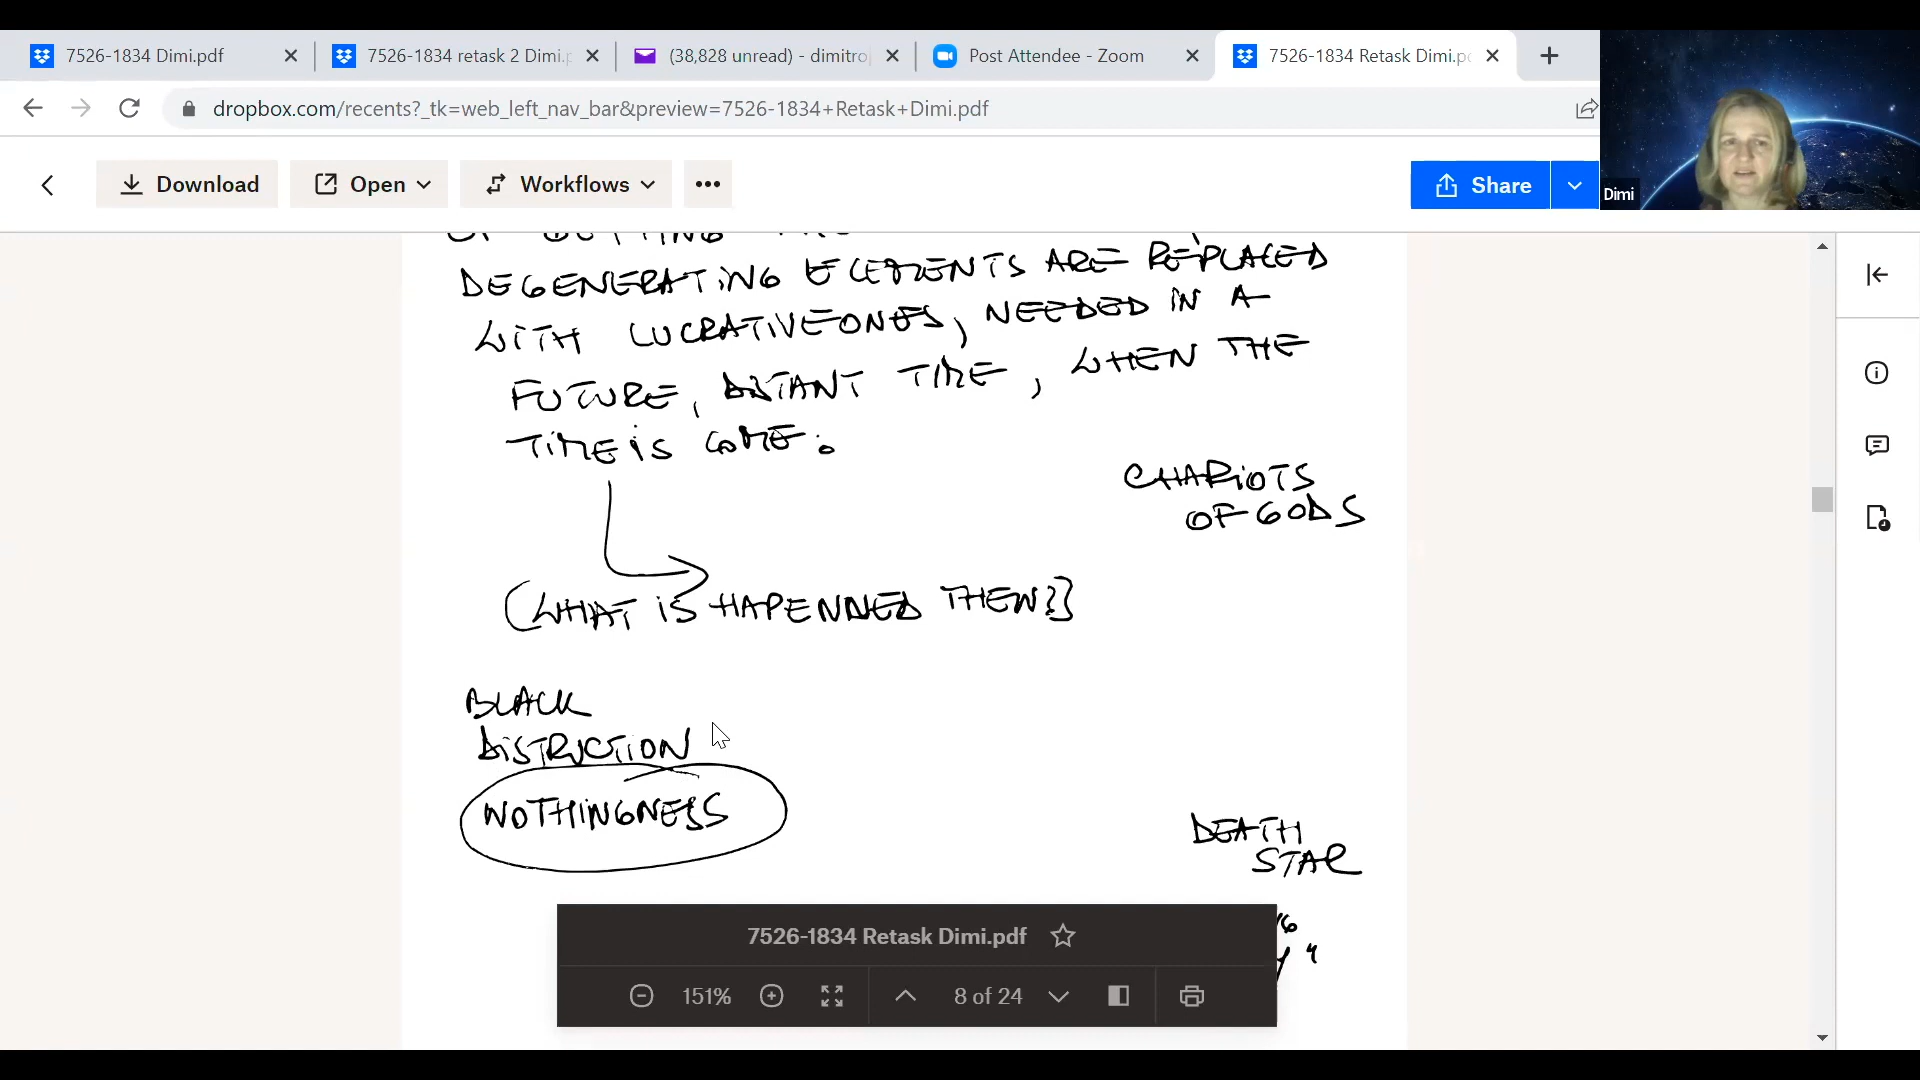 7526-1834 Dimi.pdf
7526-1834 retask 2 Dimi.p
(38,828 unread) - dimitroj
Post Attendee - Zoom
7526-1834 Retask Dimi.pd
dropbox.com/recents?_tk=web_left_nav_bar&preview=7526-1834+Retask+Dimi.pdf
Download
Open
Workflows
Share
Dimi
DEGENERATING ELEMENTS ARE REPLACED
WITH LUCRATIVE ONES, NEEDED IN A
FUTURE, DISTANT TIME, WHEN THE
TIME IS COME.
CHARIOTS
OF GODS
(WHAT IS HAPENNED THEN?]
BLACK
DISTRUCTION
NOTHINGNESS
DEATH
STAR
7526-1834 Retask Dimi.pdf
151%
8 of 24